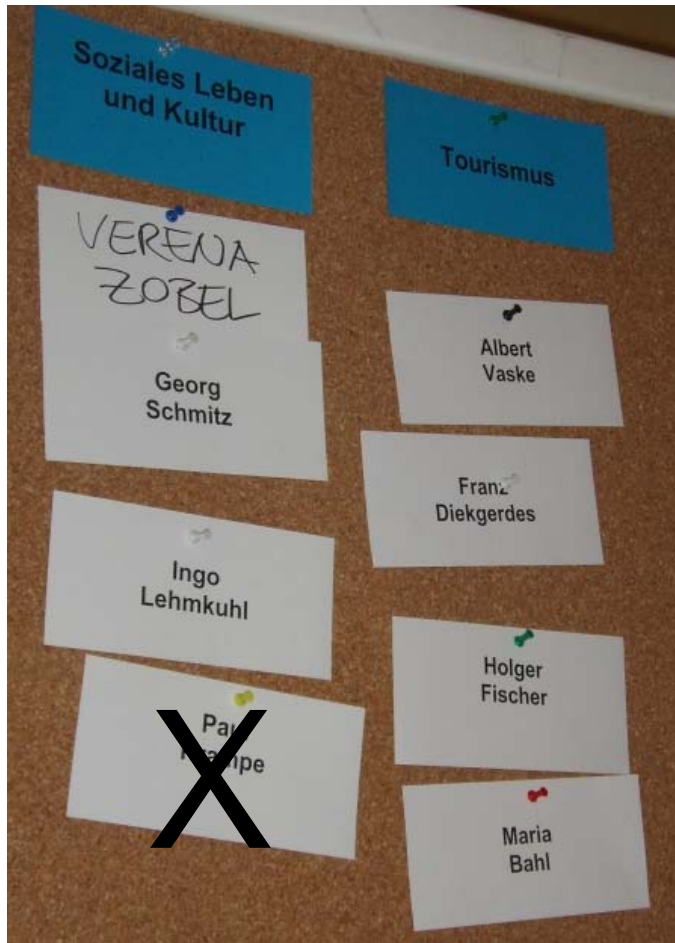 Soziales Leben
und Kultur
VERENA
ZOBEL
Georg
Schmitz
Ingo
Lehmkuhl
X
Tourismus
Albert
Vaske
Franz
Diekgerdes
Holger
Fischer
Maria
Bahl